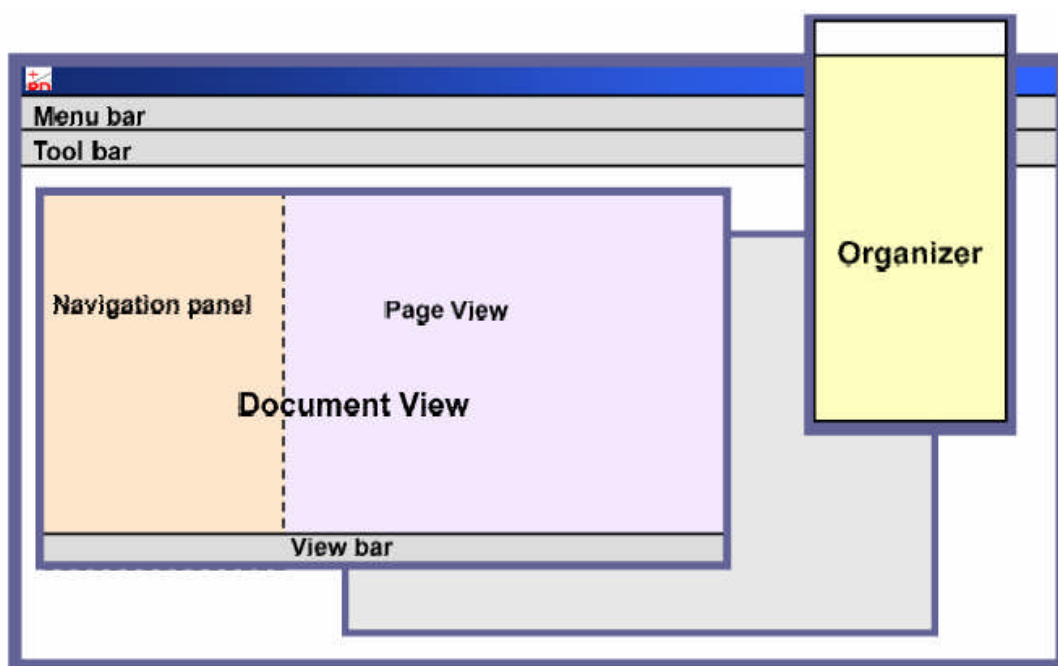 Menu bar
Tool bar
Organizer
Navigation panel
Page View
Document View
View bar